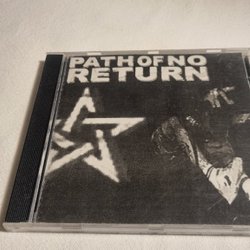 PATH OF NO
RETURN